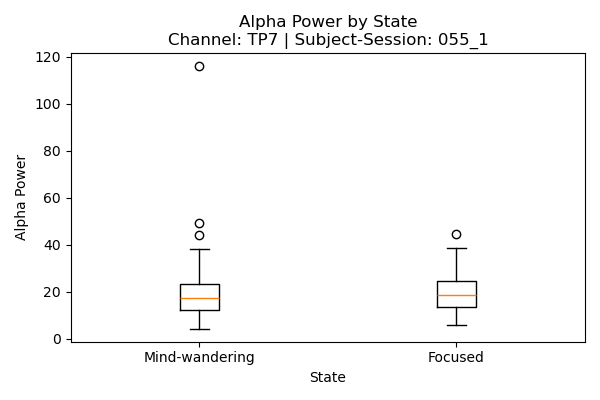 Alpha Power by State
Channel: TP7 | Subject-Session: 055_1
120
100
80
60
40
20
0
Alpha Power
Mind-wandering
Focused
State